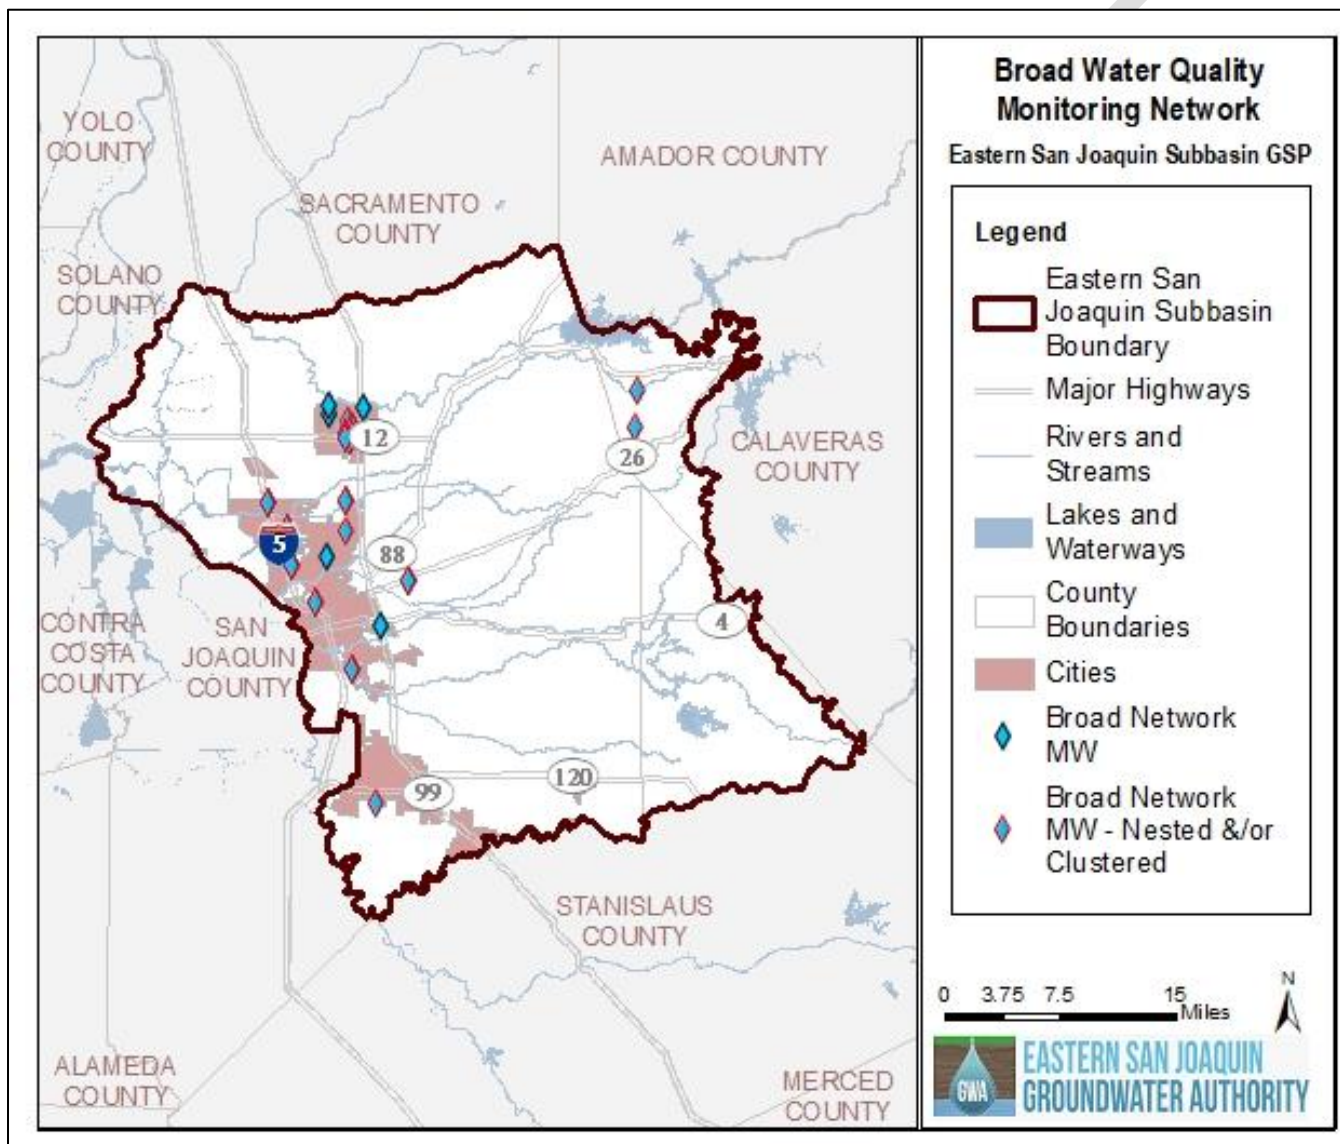 YOLO
COUNTY
AMADOR COUNTY
SACRAMENTO
COUNTY
SOLANO
COUNTY
12
26
CALAVERAS
COUNTY
5
88
4
CONTRA
COSTA
COUNTY
SAN
JOAQUIN
COUNTY
120
99
STANISLAUS
COUNTY
ALAMEDA
COUNTY
MERCED
COUNTY
Broad Water Quality
Monitoring Network
Eastern San Joaquin Subbasin GSP
Legend
Eastern San
Joaquin Subbasin
Boundary
Major Highways
Rivers and
Streams
Lakes and
Waterways
County
Boundaries
Cities
Broad Network
MW
Broad Network
MW - Nested &/or
Clustered
0 3.75 7.5 15
Miles
N
GWA
EASTERN SAN JOAQUIN
GROUNDWATER AUTHORITY